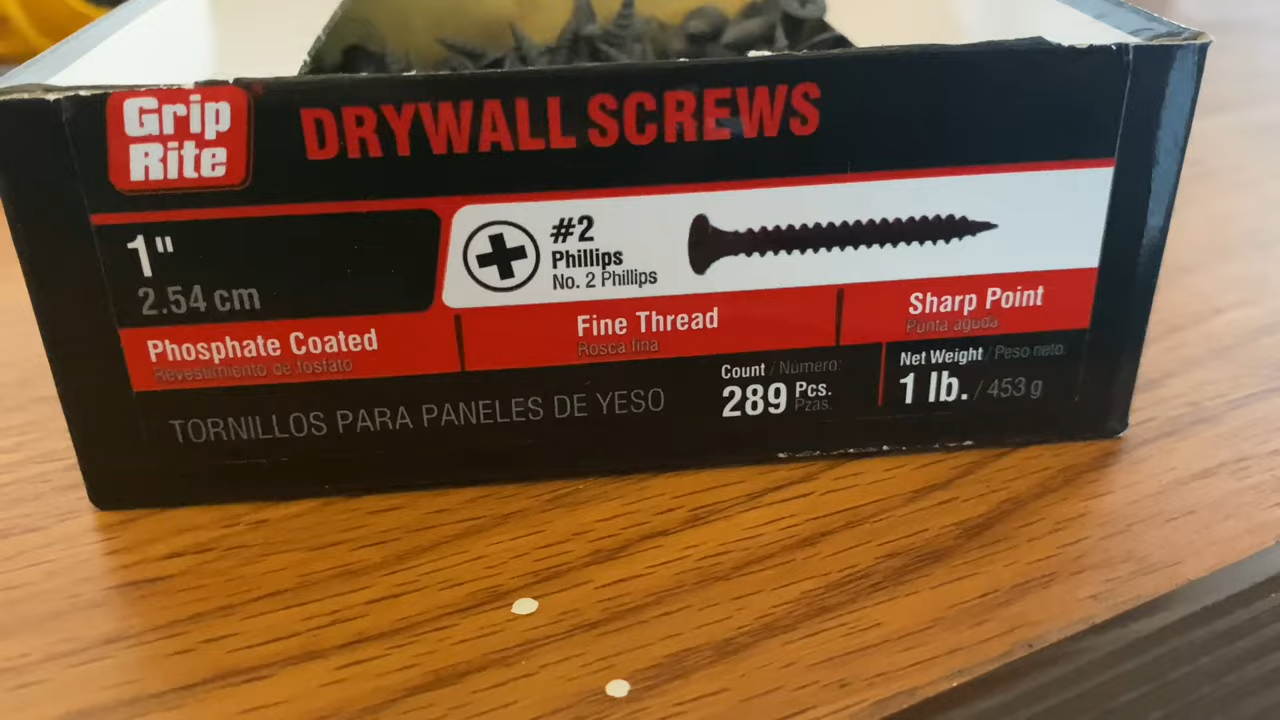 Grip
Rite
DRYWALL SCREWS
1"
2.54 cm
#2
Phillips
No. 2 Phillips
Phosphate Coated
Revestimiento de fosfato
Fine Thread
Rosca fina
Sharp Point
Punta aguda
TORNILLOS PARA PANELES DE YESO
Count / Número:
289 Pcs.
Pzas.
Net Weight / Peso neto:
1 lb. / 453 g